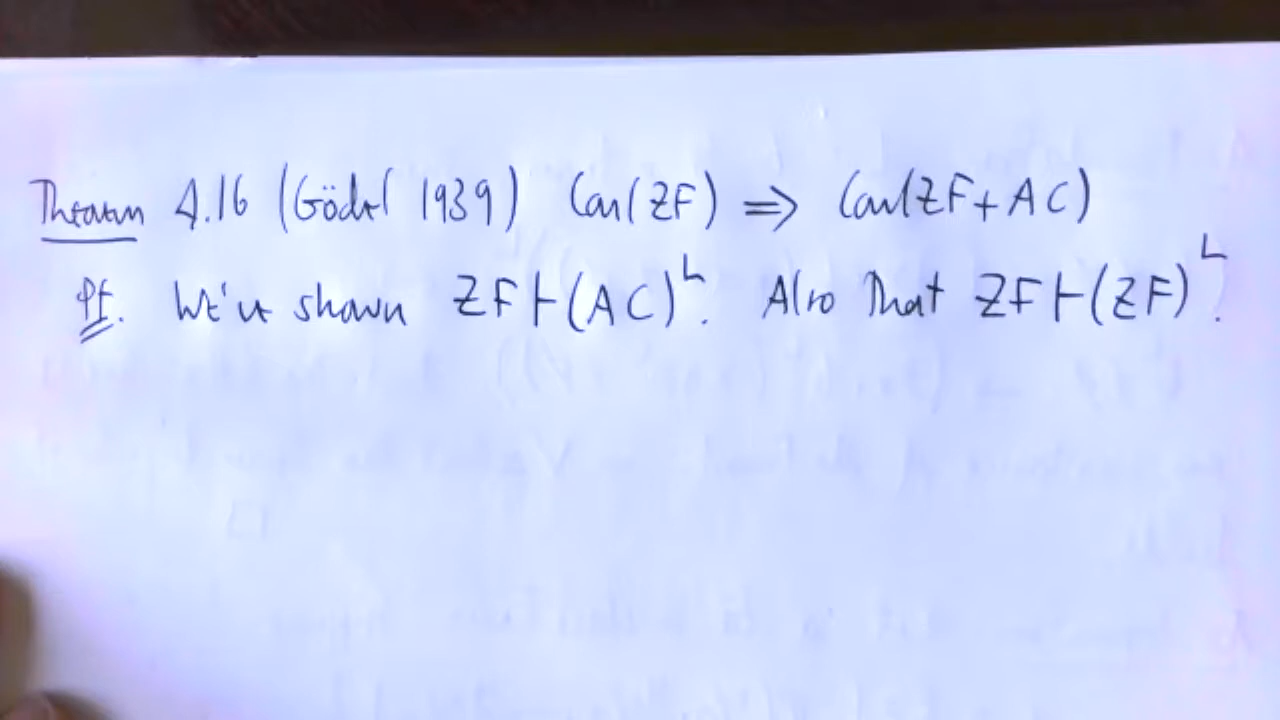 Theorem 4.16 (Gödel 1939) Con(ZF) ⇒ Con(ZF+AC)
Pf. We've shown ZF⊢(AC)ᴸ. Also that ZF⊢(ZF)ᴸ.